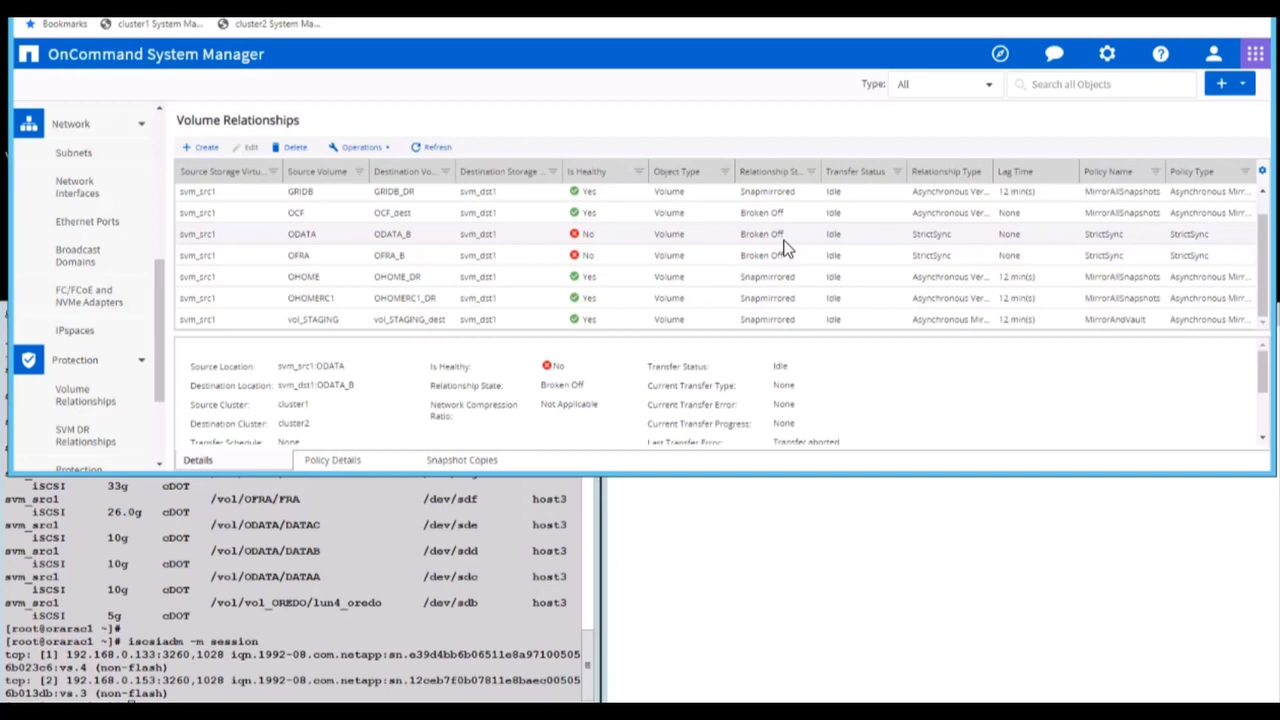 Bookmarks cluster1 System Ma... cluster2 System Ma...
OnCommand System Manager
Type: All Search all Objects
Network
Subnets
Network
Interfaces
Ethernet Ports
Broadcast
Domains
FC/FCoE and
NVMe Adapters
IPspaces
Protection
Volume
Relationships
SVM DR
Relationships
Protection
Volume Relationships
Create Edit Delete Operations Refresh
Source Storage Virtu... Source Volume Destination Vo... Destination Storage ... Is Healthy Object Type Relationship St... Transfer Status Relationship Type Lag Time Policy Name Policy Type
svm_src1 GRIDB GRIDB_DR svm_dst1 Yes Volume Snapmirrored Idle Asynchronous Ver... 12 min(s) MirrorAllSnapshots Asynchronous Mirr...
svm_src1 OCF OCF_dest svm_dst1 Yes Volume Broken Off Idle Asynchronous Ver... None MirrorAllSnapshots Asynchronous Mirr...
svm_src1 ODATA ODATA_B svm_dst1 No Volume Broken Off Idle StrictSync None StrictSync StrictSync
svm_src1 OFRA OFRA_B svm_dst1 No Volume Broken Off Idle StrictSync None StrictSync StrictSync
svm_src1 OHOME OHOME_DR svm_dst1 Yes Volume Snapmirrored Idle Asynchronous Ver... 12 min(s) MirrorAllSnapshots Asynchronous Mirr...
svm_src1 OHOMERC1 OHOMERC1_DR svm_dst1 Yes Volume Snapmirrored Idle Asynchronous Ver... 12 min(s) MirrorAllSnapshots Asynchronous Mirr...
svm_src1 vol_STAGING vol_STAGING_dest svm_dst1 Yes Volume Snapmirrored Idle Asynchronous Mir... 12 min(s) MirrorAndVault Asynchronous Mirr...
Source Location: svm_src1:ODATA Is Healthy: No Transfer Status: Idle
Destination Location: svm_dst1:ODATA_B Relationship State: Broken Off Current Transfer Type: None
Source Cluster: cluster1 Network Compression Not Applicable Current Transfer Error: None
Ratio:
Destination Cluster: cluster2 Current Transfer Progress: None
Transfer Schedule: None Last Transfer Error: Transfer aborted
Details Policy Details Snapshot Copies
iSCSI 33g cDOT
svm_src1 /vol/OFRA/FRA /dev/sdf host3
iSCSI 26.0g cDOT
svm_src1 /vol/ODATA/DATAC /dev/sde host3
iSCSI 10g cDOT
svm_src1 /vol/ODATA/DATAB /dev/sdd host3
iSCSI 10g cDOT
svm_src1 /vol/ODATA/DATAA /dev/sdc host3
iSCSI 10g cDOT
svm_src1 /vol/vol_OREDO/lun4_oredo /dev/sdb host3
iSCSI 5g cDOT
[root@orarac1 ~]#
[root@orarac1 ~]# iscsiadm -m session
tcp: [1] 192.168.0.133:3260,1028 iqn.1992-08.com.netapp:sn.e39d4bb6b06511e8a97100505
6b023c6:vs.4 (non-flash)
tcp: [2] 192.168.0.153:3260,1028 iqn.1992-08.com.netapp:sn.12ceb7f0b07811e8baec00505
6b013db:vs.3 (non-flash)